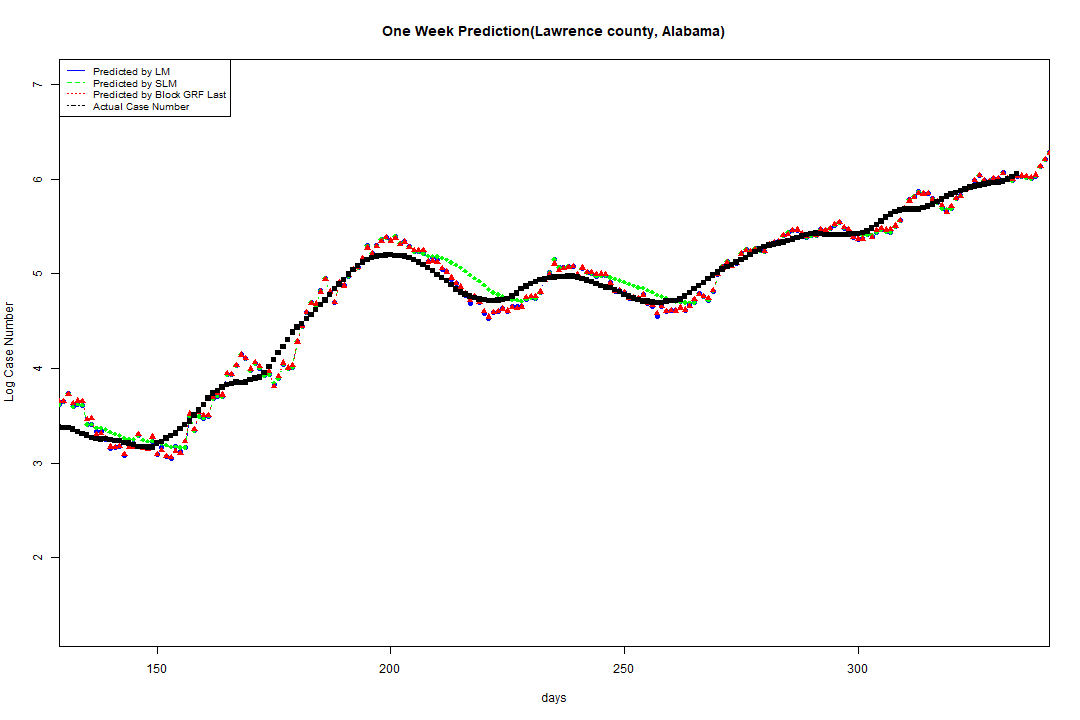 One Week Prediction(Lawrence county, Alabama)
Predicted by LM
Predicted by SLM
Predicted by Block GRF Last
Actual Case Number
7
6
5
4
3
2
Log Case Number
150 200 250 300
days